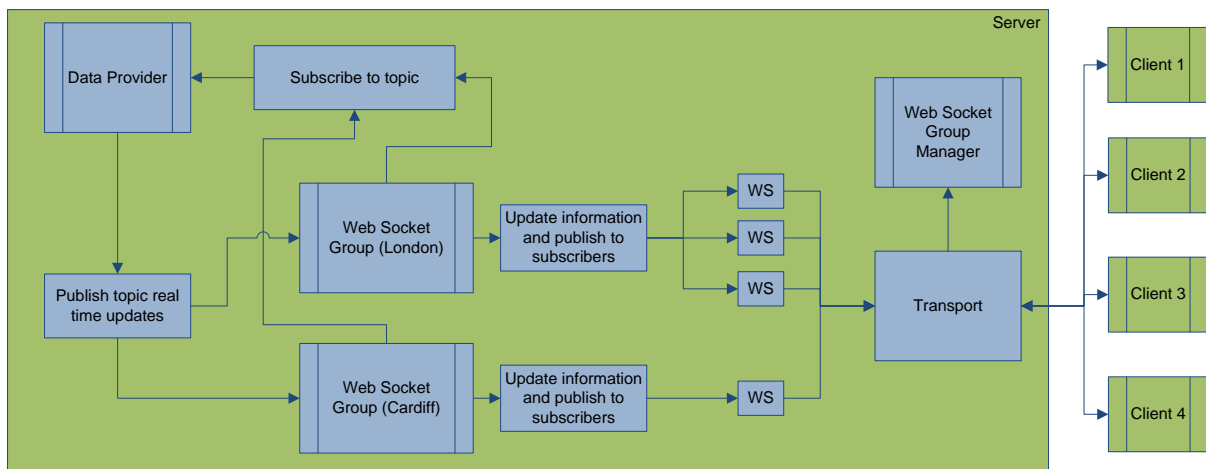 Server
Data Provider
Subscribe to topic
Web Socket
Group
Manager
Client 1
Client 2
Web Socket
Group (London)
Update information
and publish to
subscribers
WS
WS
WS
Publish topic real
time updates
Transport
Client 3
Web Socket
Group (Cardiff)
Update information
and publish to
subscribers
WS
Client 4